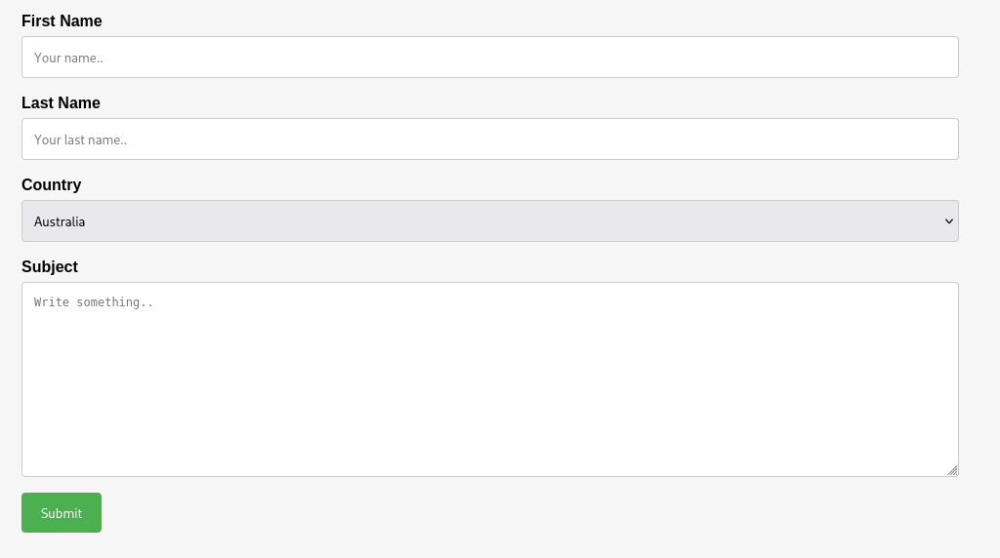 First Name
Your name..
Last Name
Your last name..
Country
Australia
Subject
Write something..
Submit